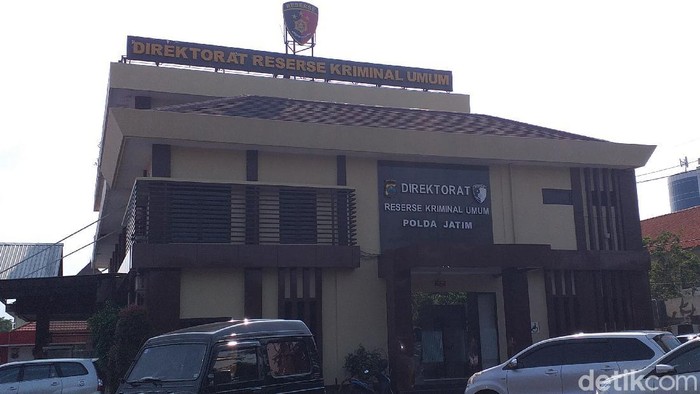 DIREKTORAT RESERSE KRIMINAL UMUM
DIREKTORAT
RESERSE KRIMINAL UMUM
POLDA JATIM
detikcom